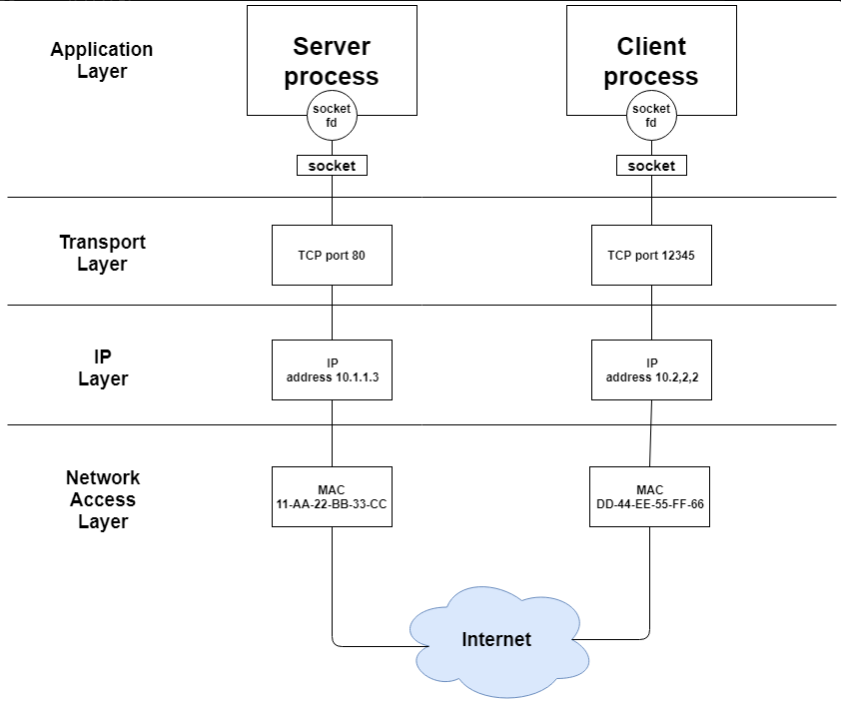 Application
Layer
Server
process
Client
process
socket
fd
socket
fd
socket
socket
Transport
Layer
TCP port 80
TCP port 12345
IP
Layer
IP
address 10.1.1.3
IP
address 10.2,2,2
Network
Access
Layer
MAC
11-AA-22-BB-33-CC
MAC
DD-44-EE-55-FF-66
Internet